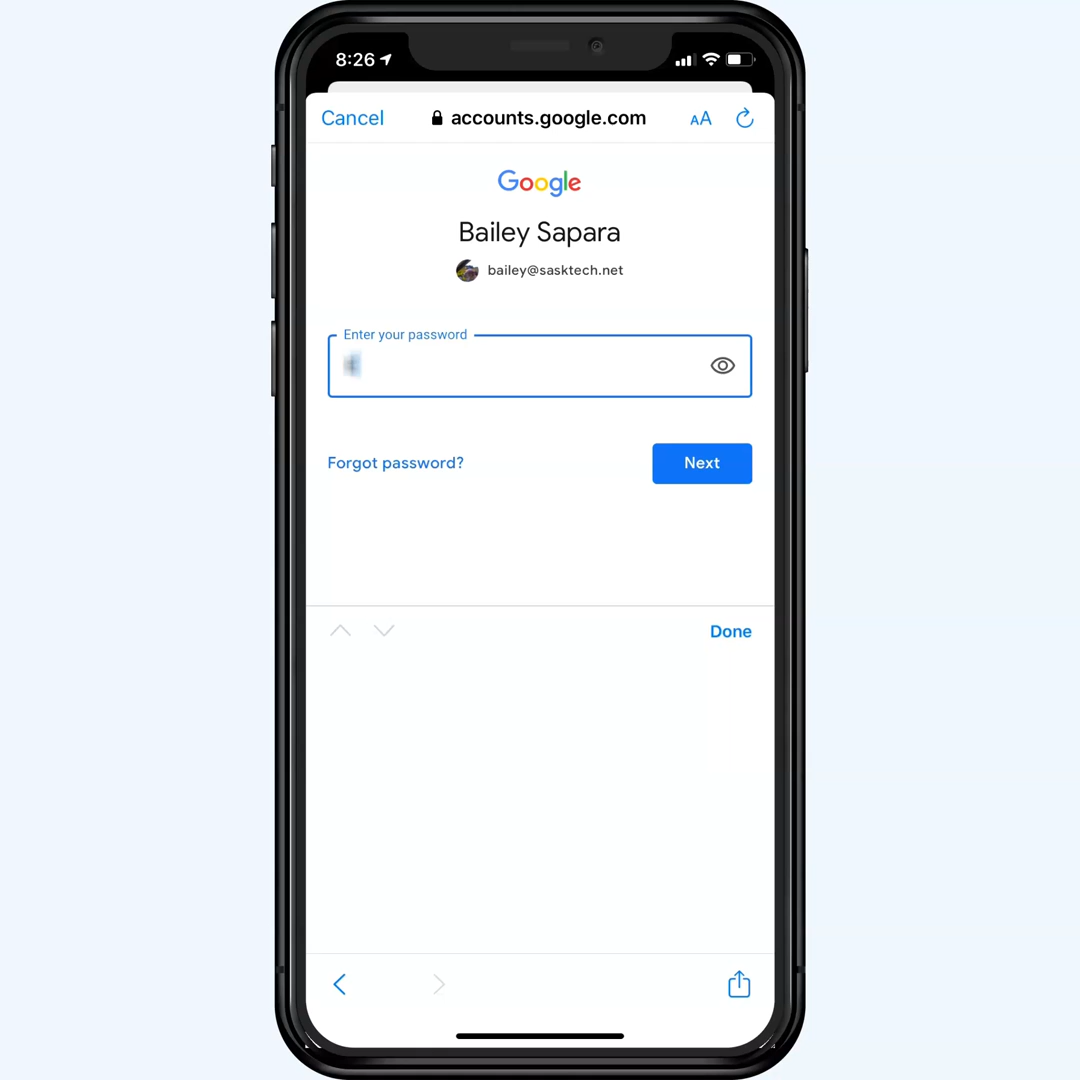 8:26
Cancel
accounts.google.com
AA
Google
Bailey Sapara
bailey@sasktech.net
Enter your password
Forgot password?
Next
Done